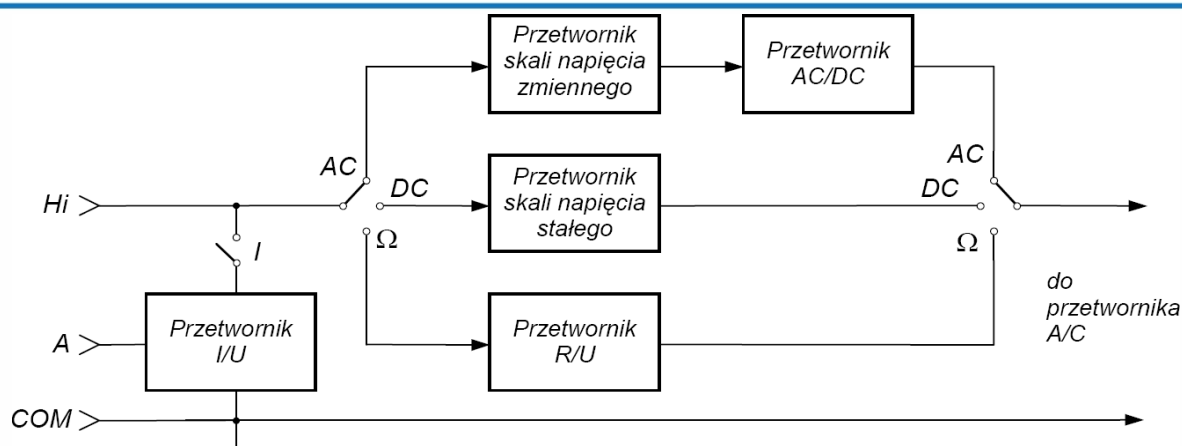 Przetwornik
skali napięcia
zmiennego
Przetwornik
AC/DC
AC
DC
Hi
Ω
I
Przetwornik
skali napięcia
stałego
AC
DC
Ω
Przetwornik
I/U
A
Przetwornik
R/U
do
przetwornika
A/C
COM